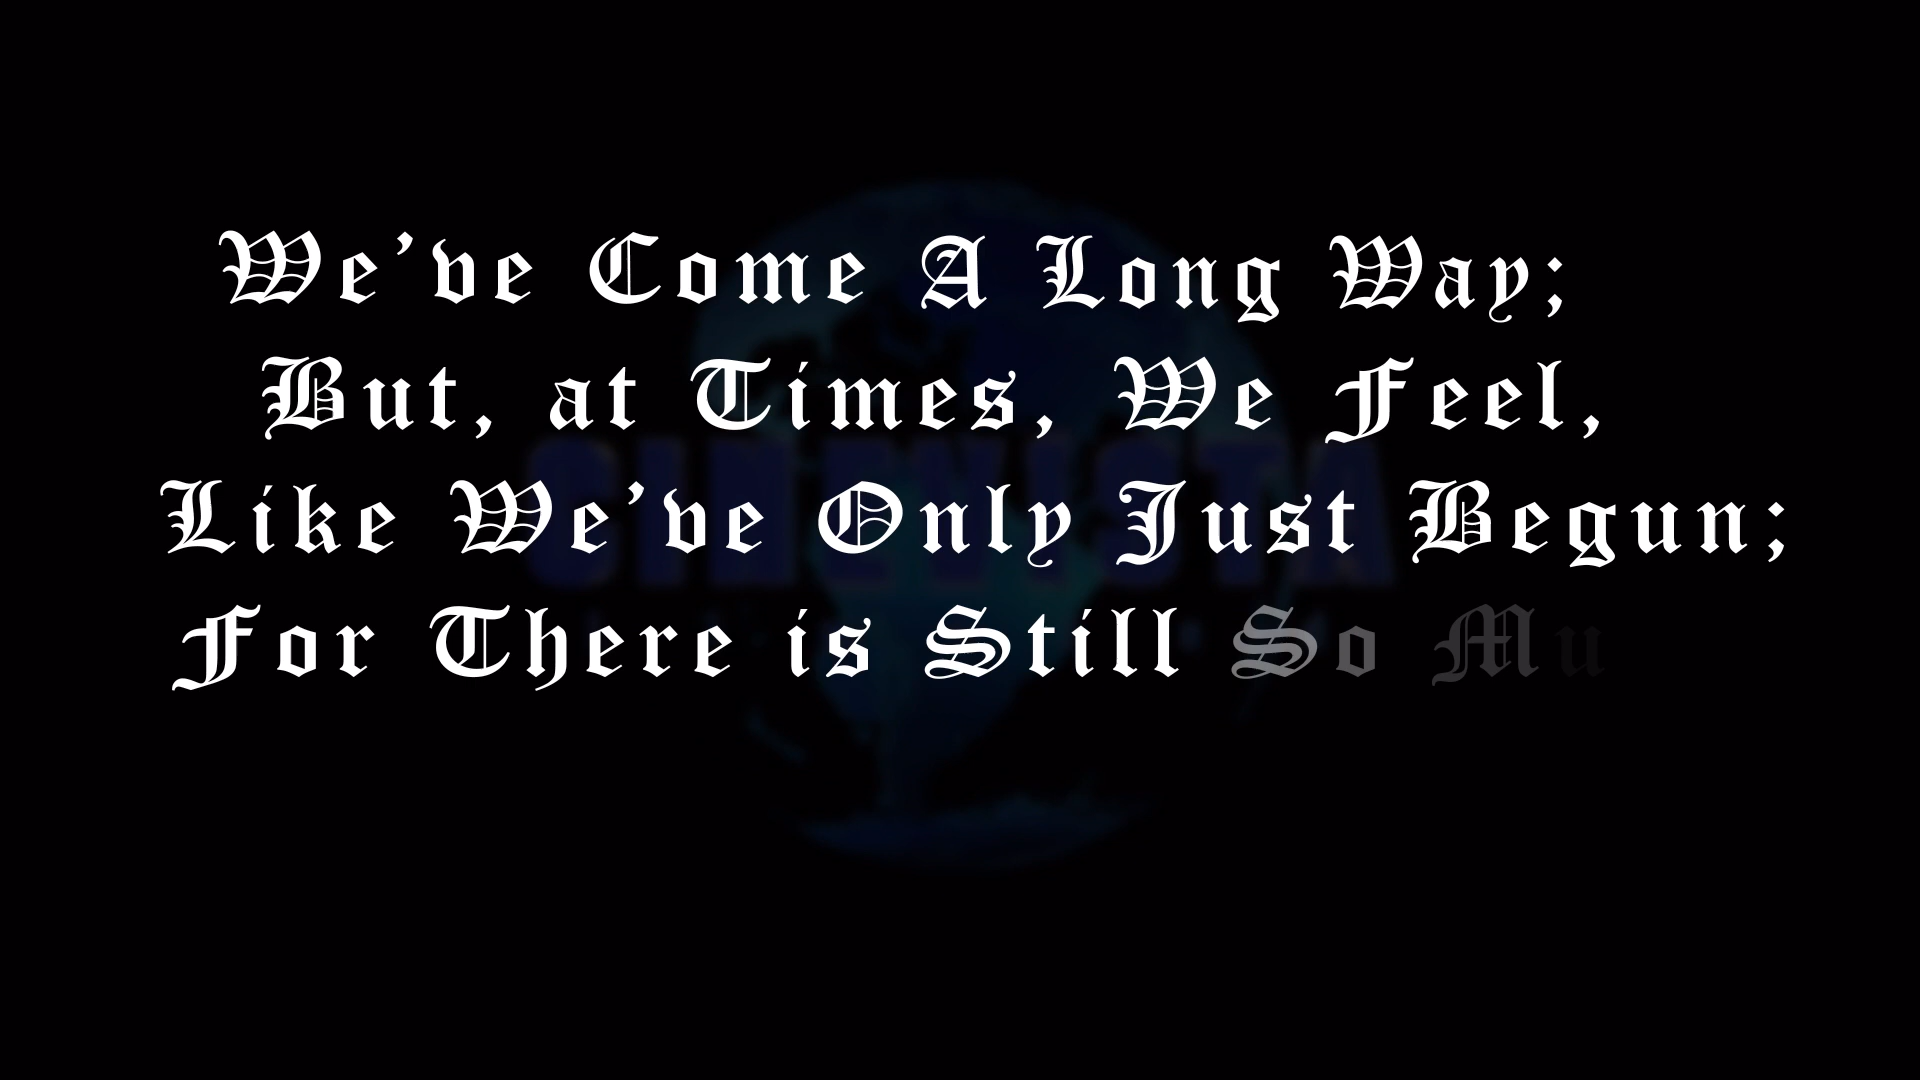 We've Come A Long Way;
But, at Times, We Feel,
Like We've Only Just Begun;
For There is Still So Mu
CINEVISTA